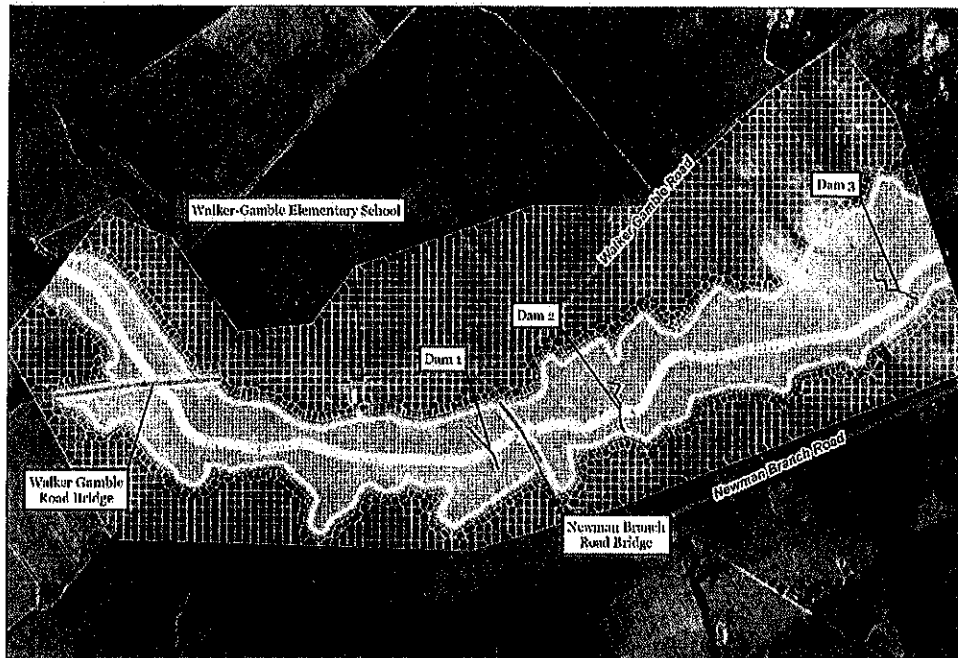 Walker-Gamble Elementary School
Walker Gamble Road
Dam 3
Dam 2
Dam 1
Walker Gamble
Road Bridge
Newman Branch
Road Bridge
Newman Branch Road